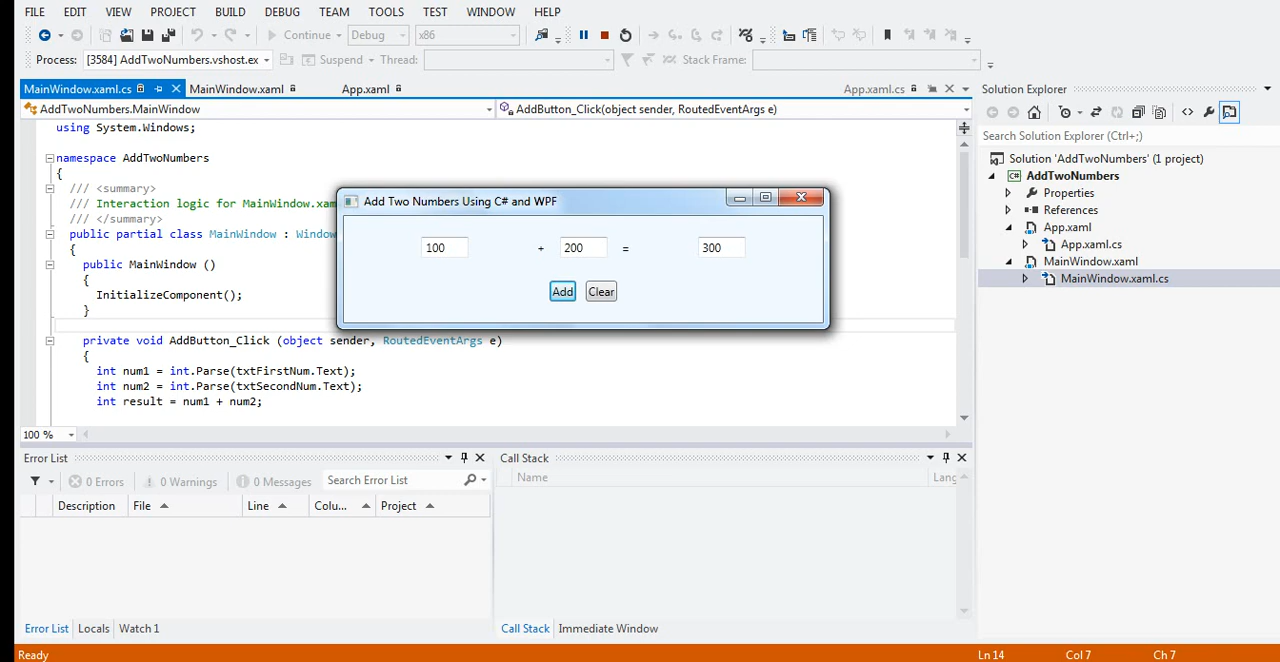 FILE EDIT VIEW PROJECT BUILD DEBUG TEAM TOOLS TEST WINDOW HELP
Continue Debug x86
Process: [3584] AddTwoNumbers.vshost.ex Suspend Thread: Stack Frame:
MainWindow.xaml.cs MainWindow.xaml App.xaml App.xaml.cs
AddTwoNumbers.MainWindow AddButton_Click(object sender, RoutedEventArgs e)
using System.Windows;
namespace AddTwoNumbers
{
/// <summary>
/// Interaction logic for MainWindow.xam
/// </summary>
public partial class MainWindow : Window
{
public MainWindow ()
{
InitializeComponent();
}
private void AddButton_Click (object sender, RoutedEventArgs e)
{
int num1 = int.Parse(txtFirstNum.Text);
int num2 = int.Parse(txtSecondNum.Text);
int result = num1 + num2;
100 %
Add Two Numbers Using C# and WPF
100 + 200 = 300
Add Clear
Solution Explorer
Search Solution Explorer (Ctrl+;)
Solution 'AddTwoNumbers' (1 project)
C# AddTwoNumbers
Properties
References
App.xaml
App.xaml.cs
MainWindow.xaml
MainWindow.xaml.cs
Error List
0 Errors 0 Warnings 0 Messages Search Error List
Description File Line Colu... Project
Error List Locals Watch 1
Call Stack
Name Lang
Call Stack Immediate Window
Ready Ln 14 Col 7 Ch 7